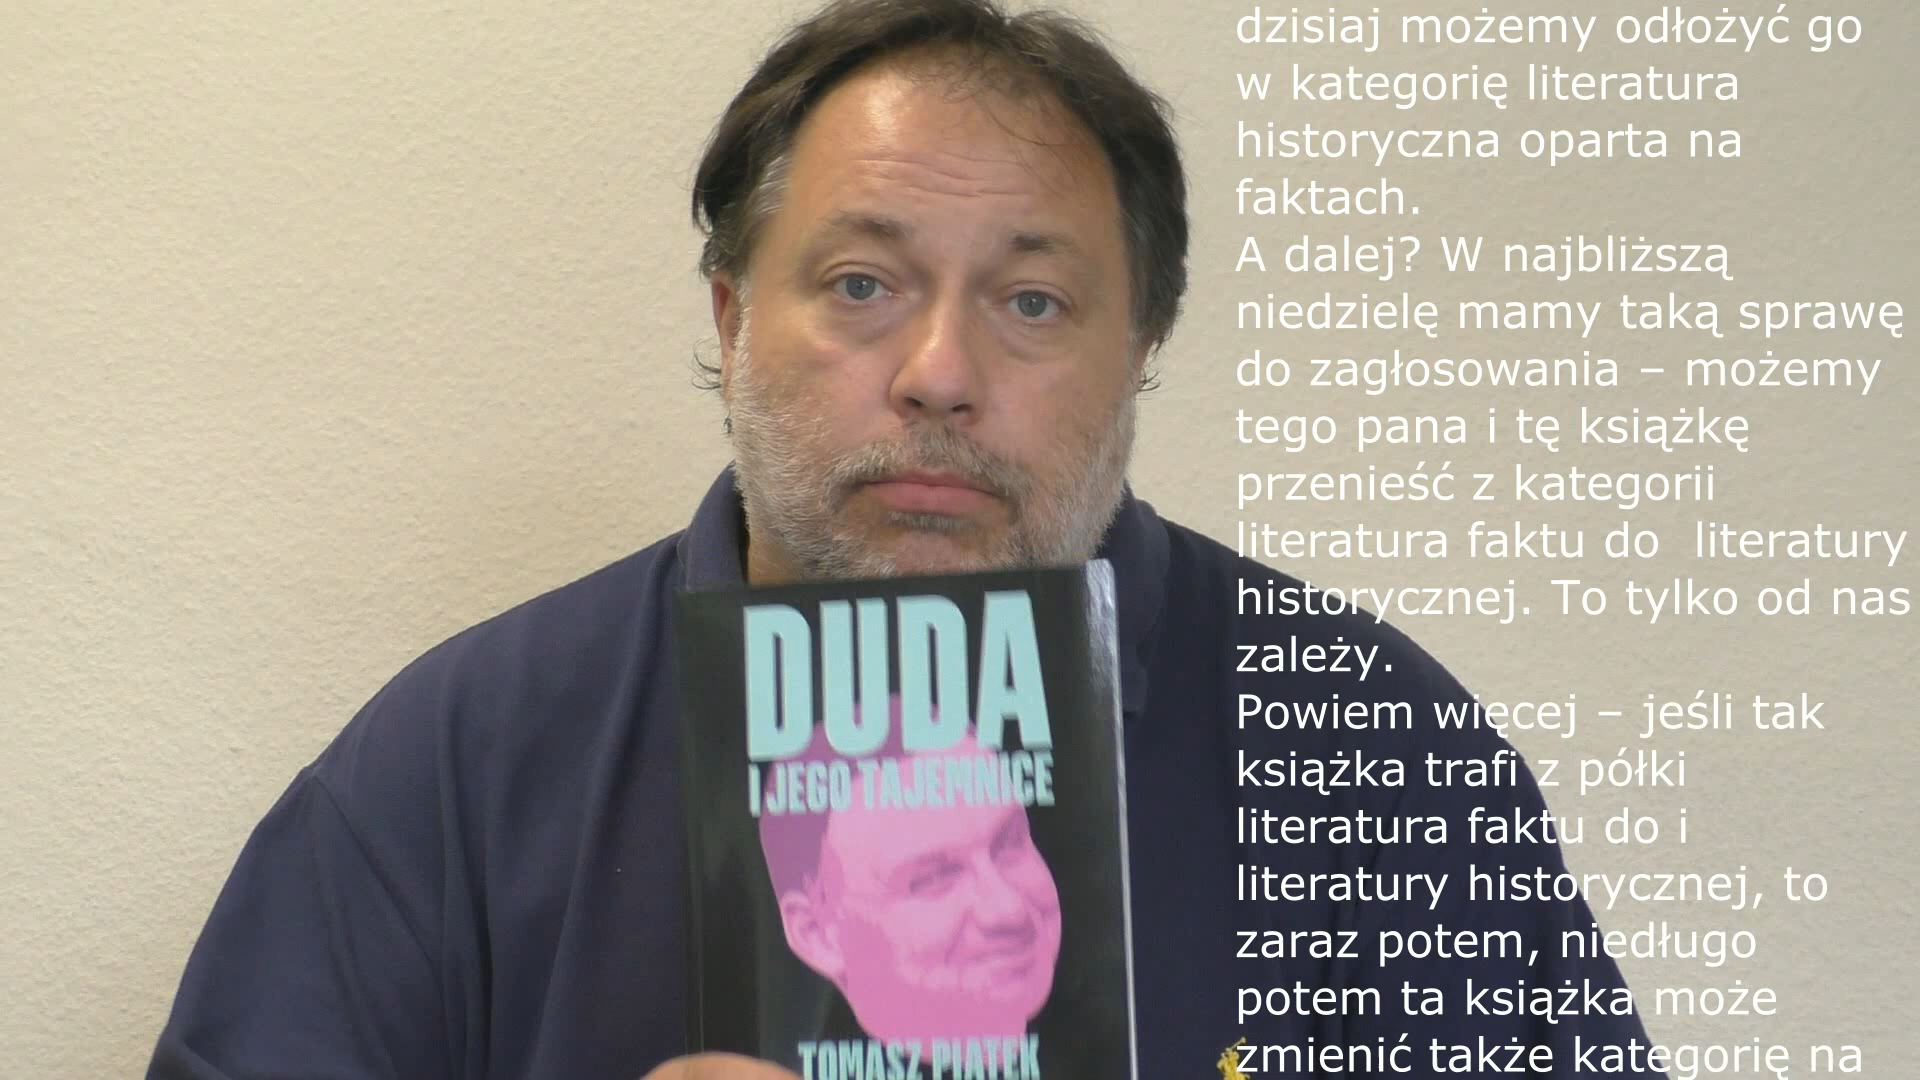 dzisiaj możemy odłożyć go
w kategorię literatura
historyczna oparta na
faktach.
A dalej? W najbliższą
niedzielę mamy taką sprawę
do zagłosowania – możemy
tego pana i tę książkę
przenieść z kategorii
literatura faktu do  literatury
historycznej. To tylko od nas
zależy.
Powiem więcej – jeśli tak
książka trafi z półki
literatura faktu do i
literatury historycznej, to
zaraz potem, niedługo
potem ta książka może
zmienić także kategorię na
DUDA
I JEGO TAJEMNICE
TOMASZ PIĄTEK